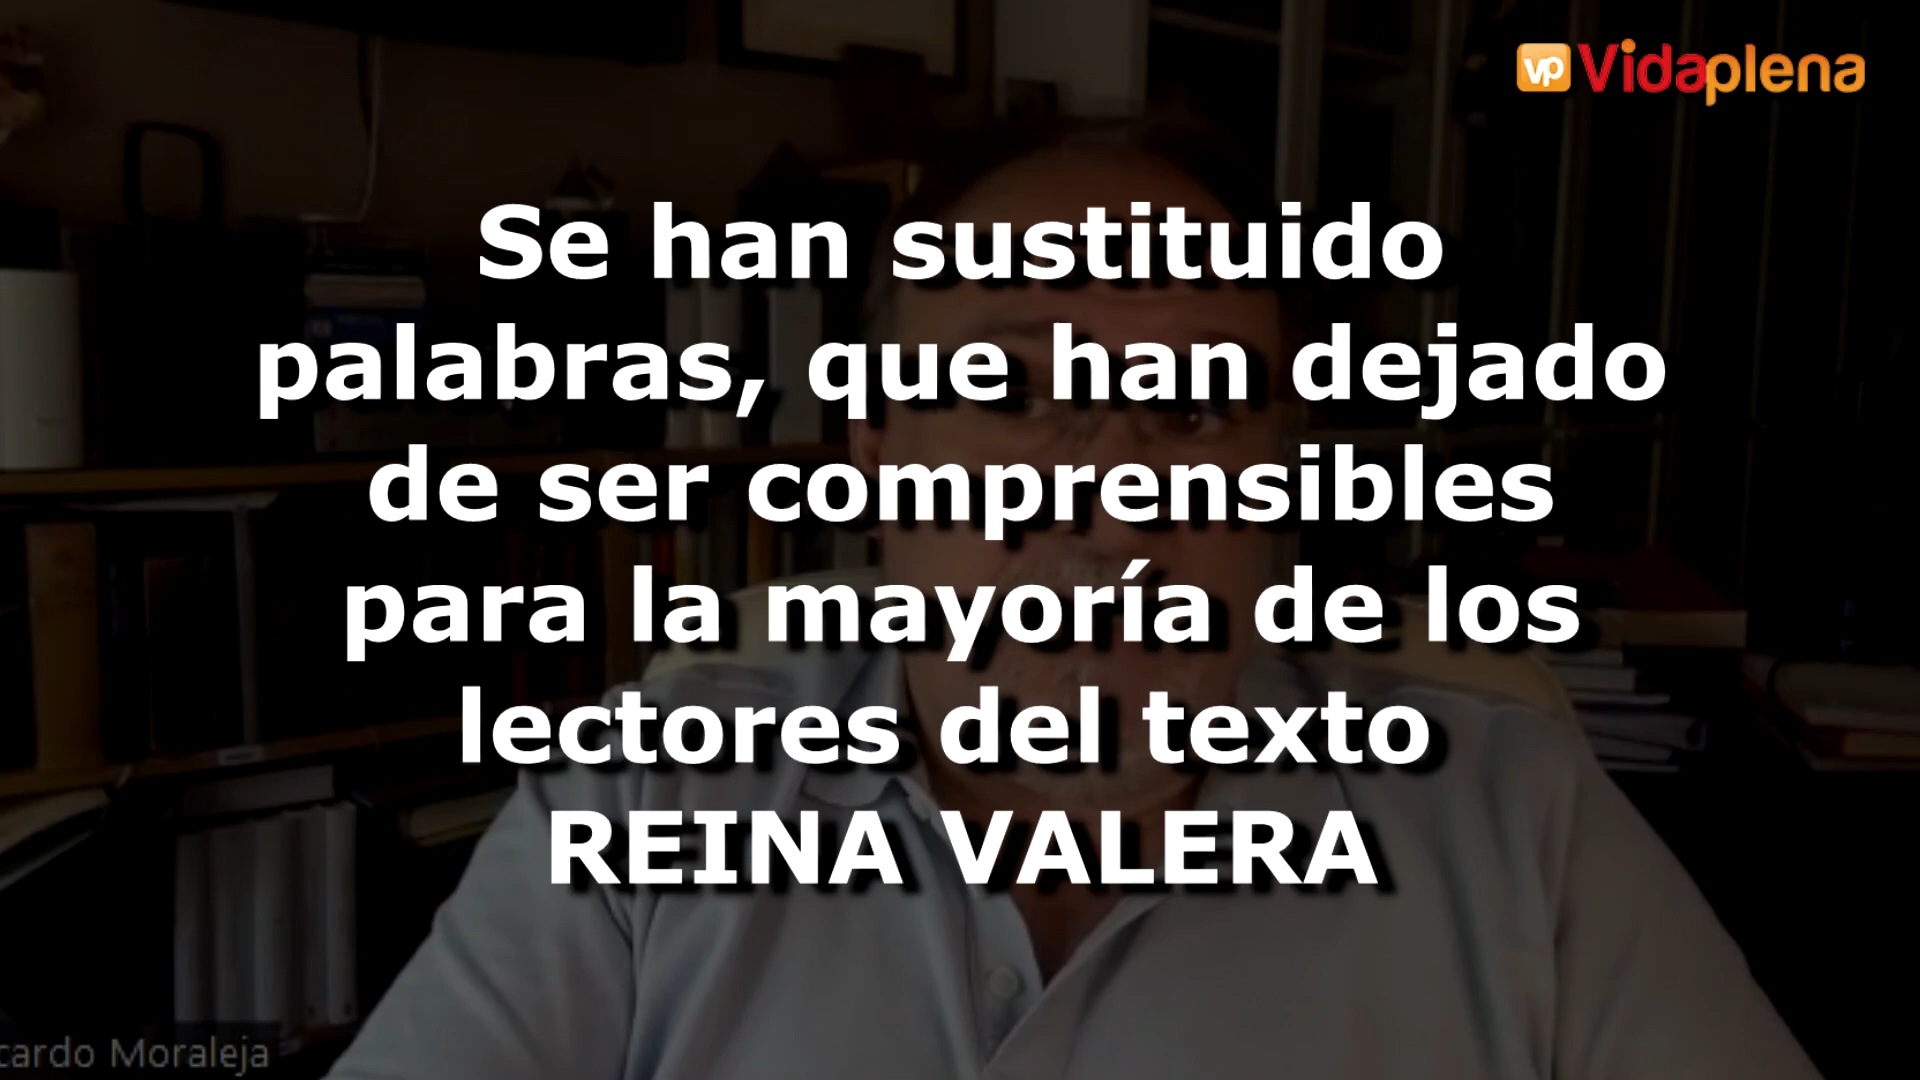 vp Vidaplena
Se han sustituido
palabras, que han dejado
de ser comprensibles
para la mayoría de los
lectores del texto
REINA VALERA
cardo Moraleja